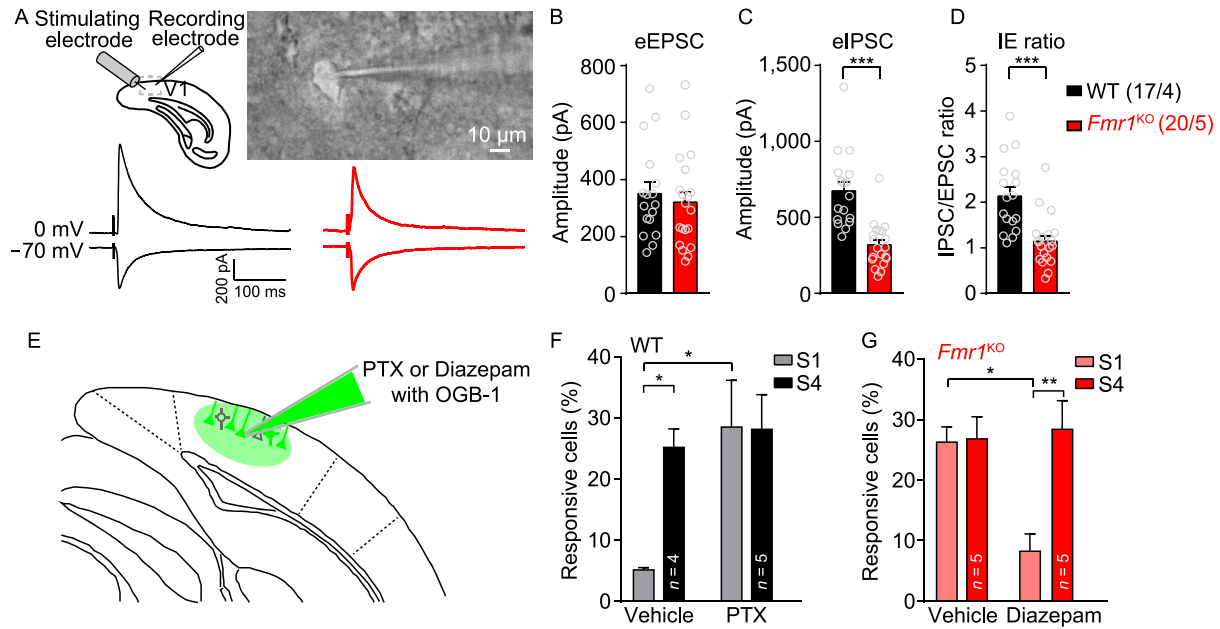 A
Stimulating
electrode
Recording
electrode
V1
10 µm
0 mV
−70 mV
200 pA
100 ms
B
eEPSC
Amplitude (pA)
800
600
400
200
0
C
eIPSC
***
Amplitude (pA)
1,500
1,000
500
0
D
IE ratio
***
IPSC/EPSC ratio
5
4
3
2
1
0
WT (17/4)
Fmr1KO (20/5)
E
PTX or Diazepam
with OGB-1
F
WT
S1
S4
*
*
Responsive cells (%)
40
30
20
10
0
n = 4
n = 5
Vehicle
PTX
G
Fmr1KO
S1
S4
*
**
Responsive cells (%)
40
30
20
10
0
n = 5
n = 5
Vehicle
Diazepam